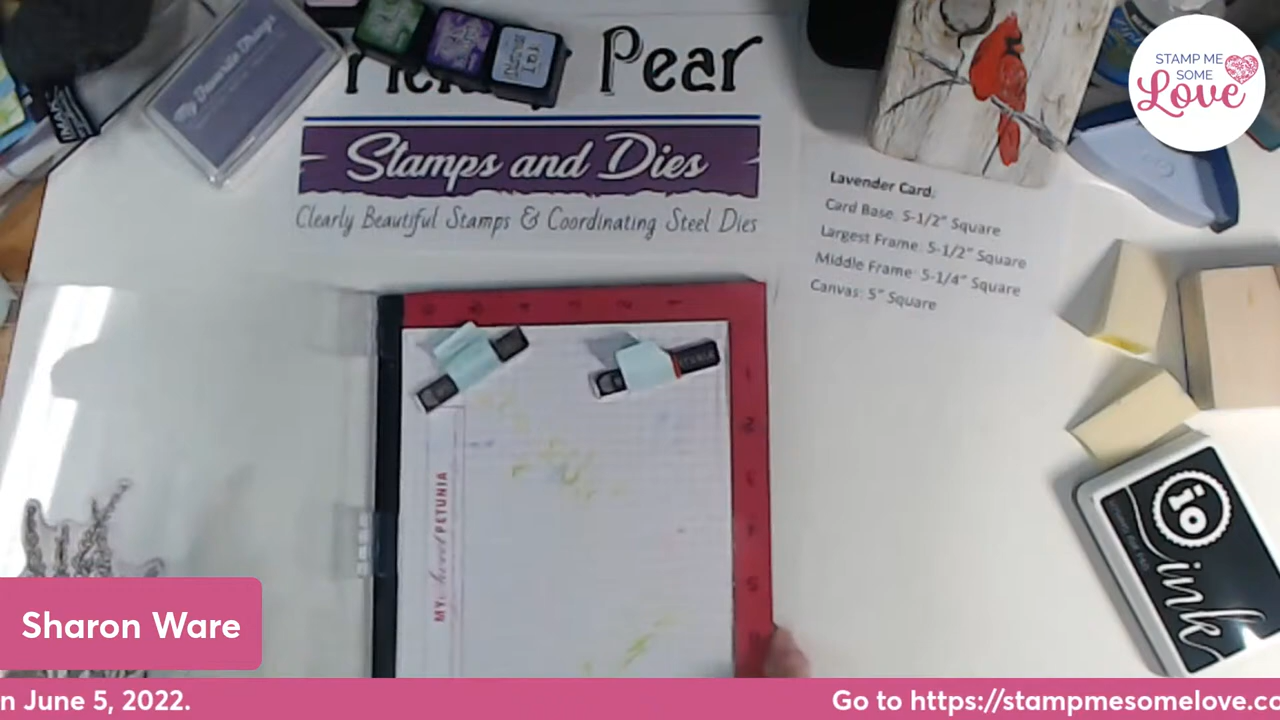 STAMP ME
SOME
Love
Pear
Stamps and Dies
Clearly Beautiful Stamps & Coordinating Steel Dies
Lavender Card:
Card Base: 5-1/2" Square
Largest Frame: 5-1/2" Square
Middle Frame: 5-1/4" Square
Canvas: 5" Square
MY sweet PETUNIA
io
ink
Sharon Ware
n June 5, 2022.
Go to https://stampmesomelove.co